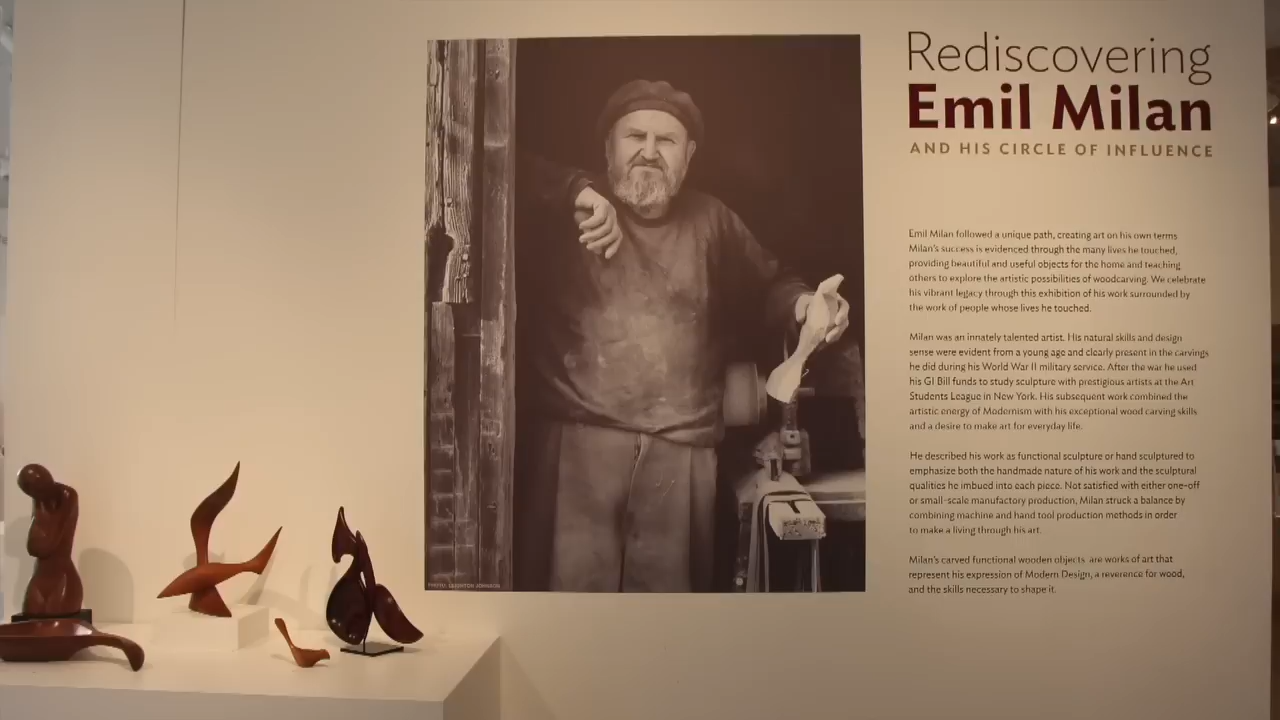 Rediscovering
Emil Milan
AND HIS CIRCLE OF INFLUENCE
Emil Milan followed a unique path, creating art on his own terms
Milan's success is evidenced through the many lives he touched,
providing beautiful and useful objects for the home and teaching
others to explore the artistic possibilities of woodcarving. We celebrate
his vibrant legacy through this exhibition of his work surrounded by
the work of people whose lives he touched.
Milan was an innately talented artist. His natural skills and design
sense were evident from a young age and clearly present in the carvings
he did during his World War II military service. After the war he used
his GI Bill funds to study sculpture with prestigious artists at the Art
Students League in New York. His subsequent work combined the
artistic energy of Modernism with his exceptional wood carving skills
and a desire to make art for everyday life.
He described his work as functional sculpture or hand sculptured to
emphasize both the handmade nature of his work and the sculptural
qualities he imbued into each piece. Not satisfied with either one-off
or small-scale manufactory production, Milan struck a balance by
combining machine and hand tool production methods in order
to make a living through his art.
Milan's carved functional wooden objects are works of art that
represent his expression of Modern Design, a reverence for wood,
and the skills necessary to shape it.
JOHNSON